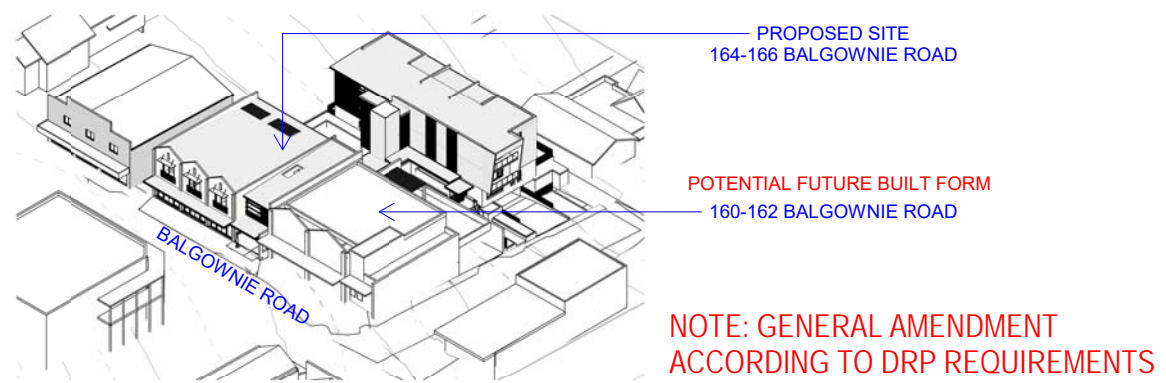 PROPOSED SITE
164-166 BALGOWNIE ROAD
POTENTIAL FUTURE BUILT FORM
160-162 BALGOWNIE ROAD
BALGOWNIE ROAD
NOTE: GENERAL AMENDMENT
ACCORDING TO DRP REQUIREMENTS